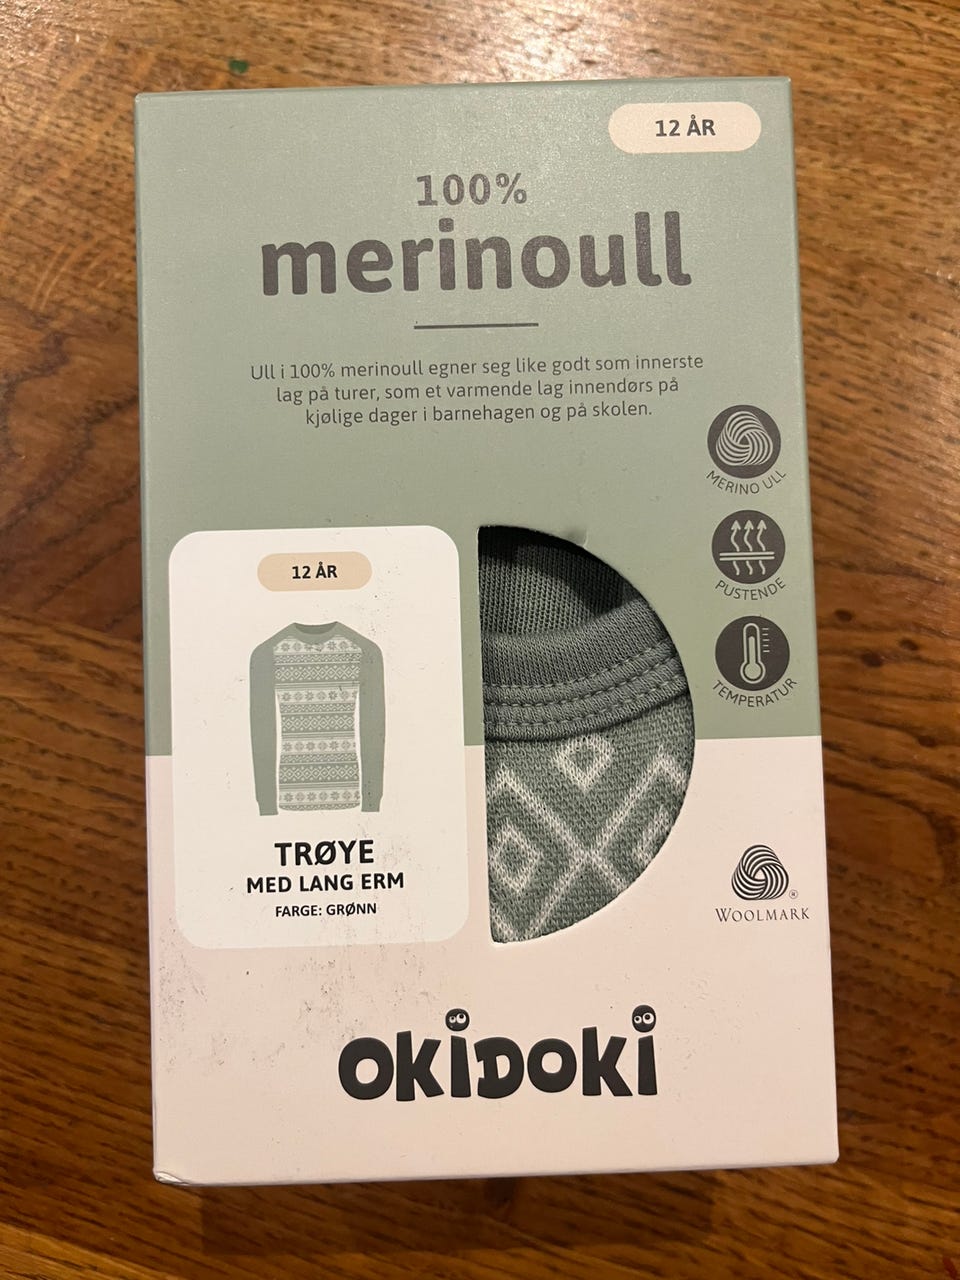 12 ÅR
100%
merinoull
Ull i 100% merinoull egner seg like godt som innerste
lag på turer, som et varmende lag innendørs på
kjølige dager i barnehagen og på skolen.
MERINO ULL
PUSTENDE
TEMPERATUR
12 ÅR
TRØYE
MED LANG ERM
FARGE: GRØNN
®
WOOLMARK
OKIDOKI